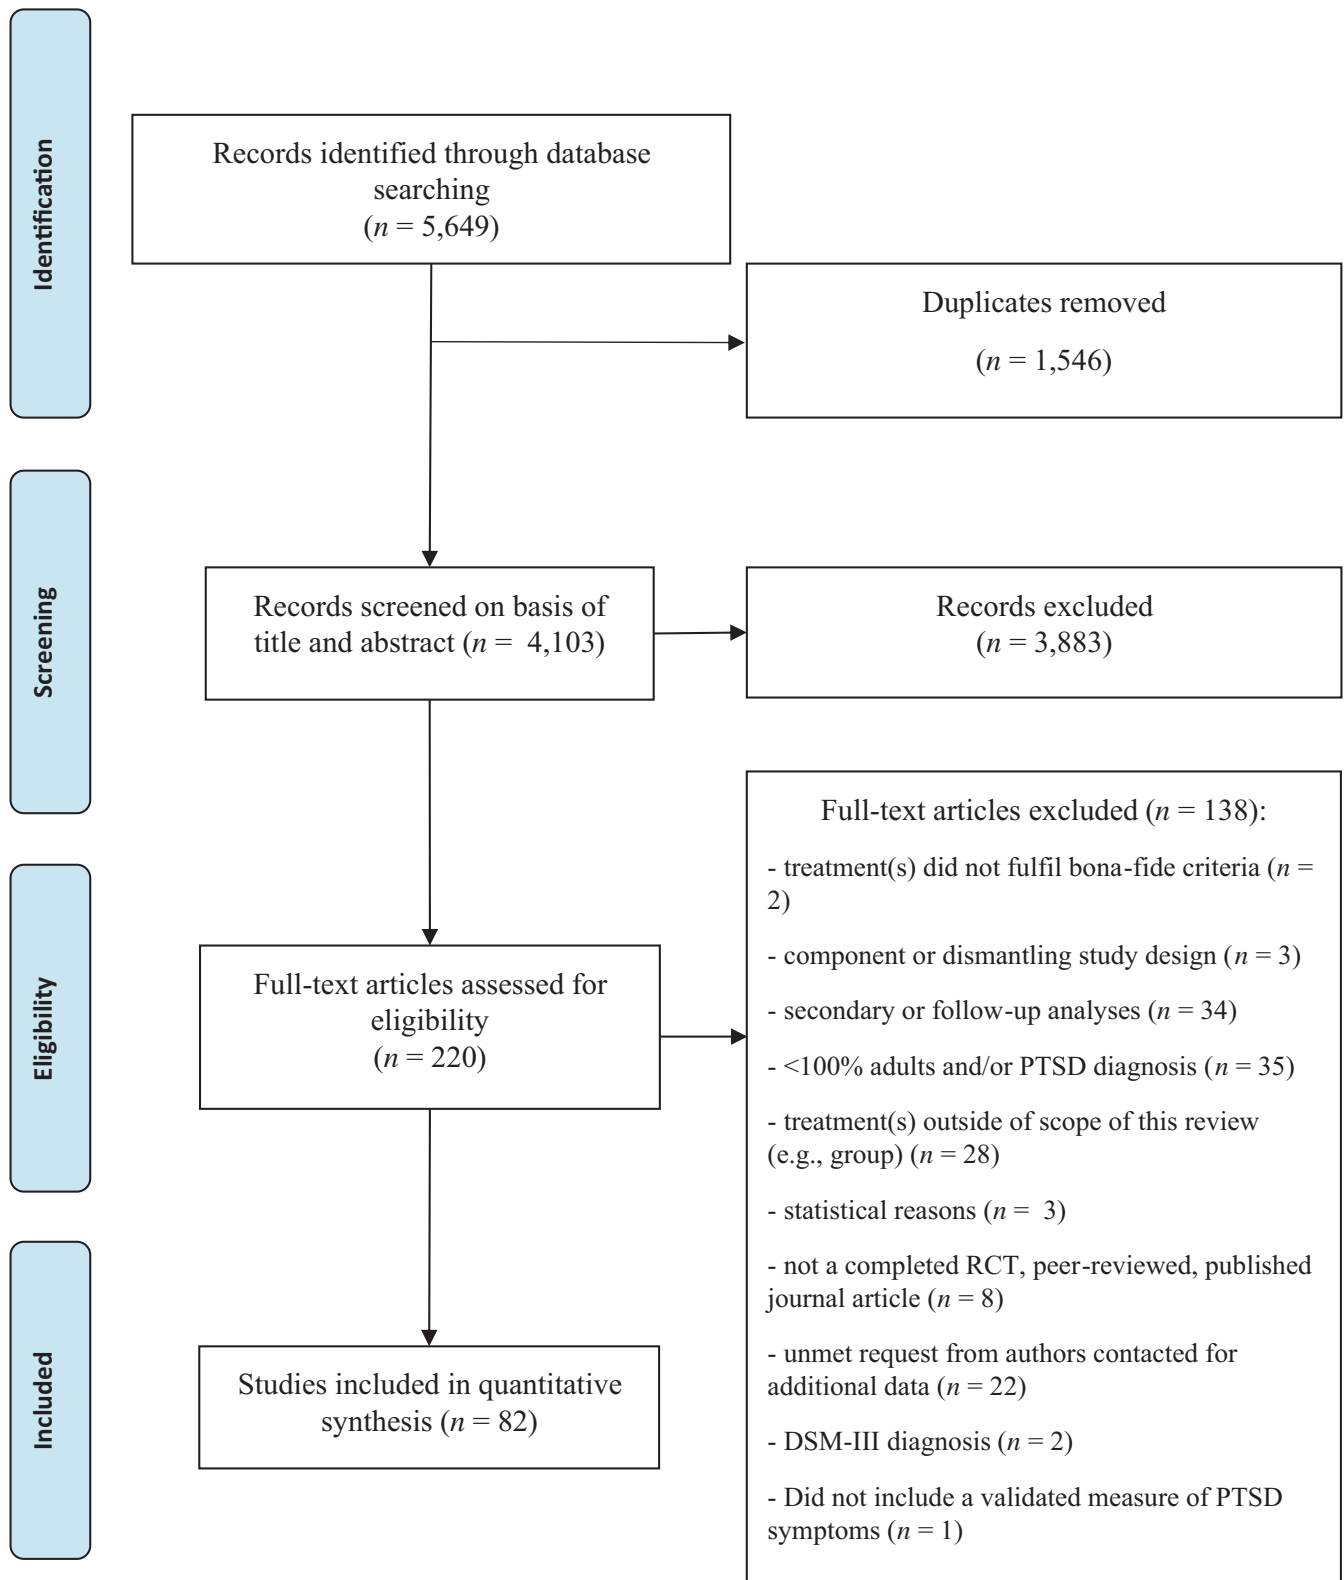 Identification
Records identified through database
searching
(n = 5,649)
Duplicates removed
(n = 1,546)
Screening
Records screened on basis of
title and abstract (n = 4,103)
Records excluded
(n = 3,883)
Eligibility
Full-text articles assessed for
eligibility
(n = 220)
Full-text articles excluded (n = 138):
- treatment(s) did not fulfil bona-fide criteria (n =
2)
- component or dismantling study design (n = 3)
- secondary or follow-up analyses (n = 34)
- <100% adults and/or PTSD diagnosis (n = 35)
- treatment(s) outside of scope of this review
(e.g., group) (n = 28)
- statistical reasons (n = 3)
- not a completed RCT, peer-reviewed, published
journal article (n = 8)
- unmet request from authors contacted for
additional data (n = 22)
- DSM-III diagnosis (n = 2)
- Did not include a validated measure of PTSD
symptoms (n = 1)
Included
Studies included in quantitative
synthesis (n = 82)